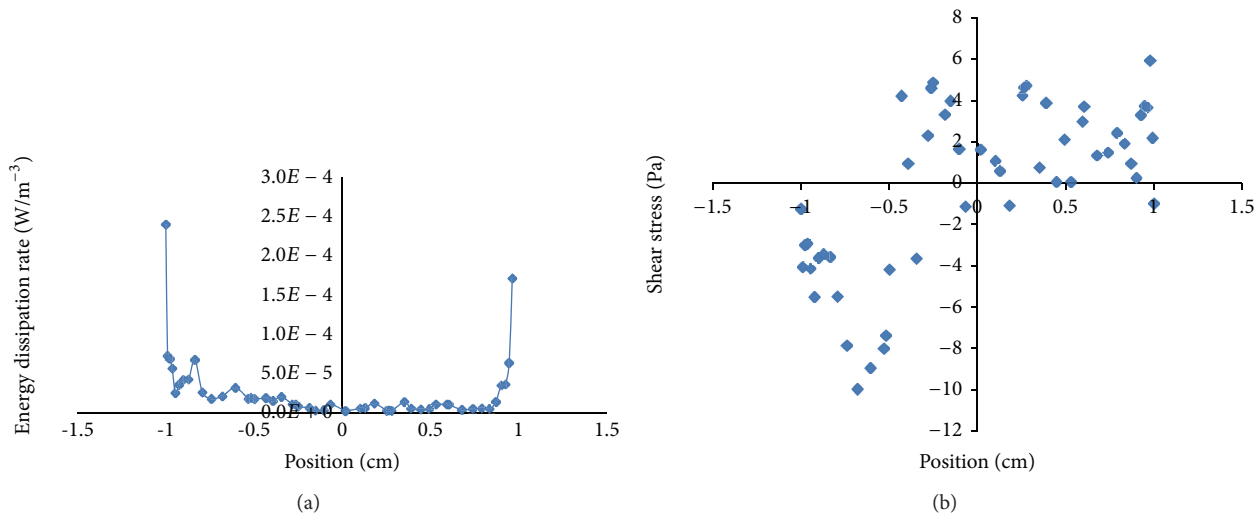 Energy dissipation rate (W/m−3)
3.0E − 4
2.5E − 4
2.0E − 4
1.5E − 4
1.0E − 4
5.0E − 5
0.0E + 0
−1.5
−1
−0.5
0
0.5
1
1.5
Position (cm)
(a)
Shear stress (Pa)
8
6
4
2
0
−2
−4
−6
−8
−10
−12
−1.5
−1
−0.5
0
0.5
1
1.5
Position (cm)
(b)